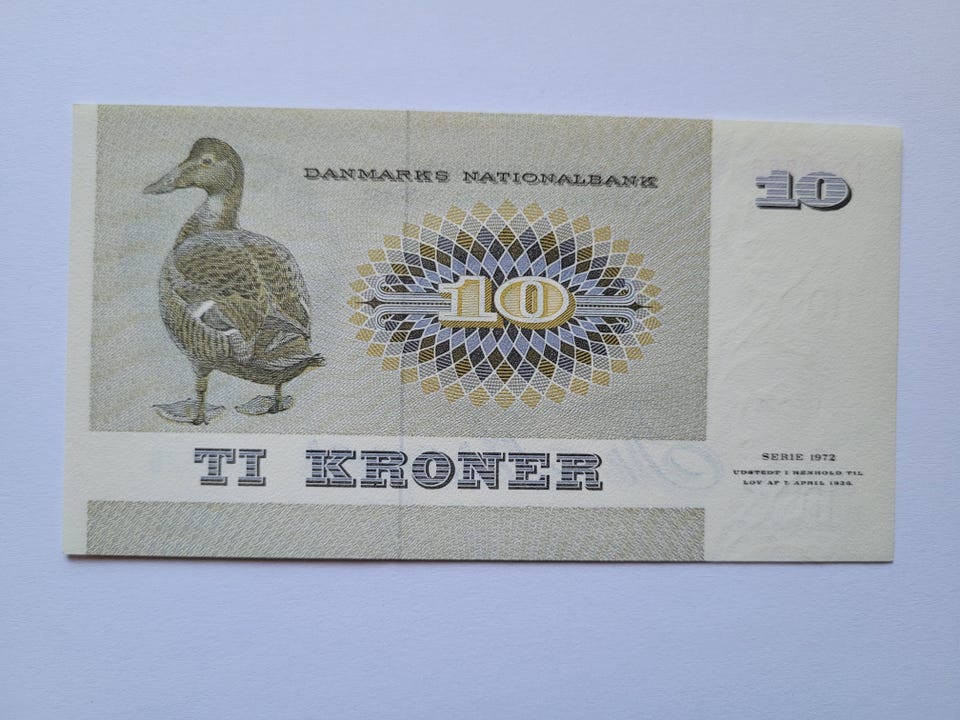 DANMARKS NATIONALBANK
10
10
TI KRONER
SERIE 1972
UDSTEDT I HENHOLD TIL
LOV AF 7. APRIL 1936.